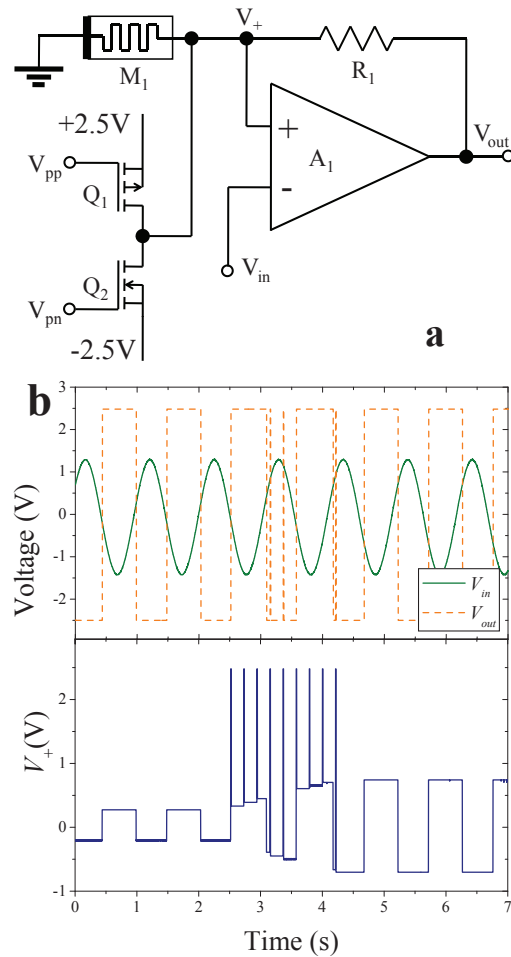 V+
M1
R1
+2.5V
Vpp
Q1
+
A1
-
Vout
Vin
Q2
Vpn
-2.5V
a
b
3
2
1
0
-1
-2
Voltage (V)
Vin
Vout
2
1
0
-1
V+(V)
0 1 2 3 4 5 6 7
Time (s)